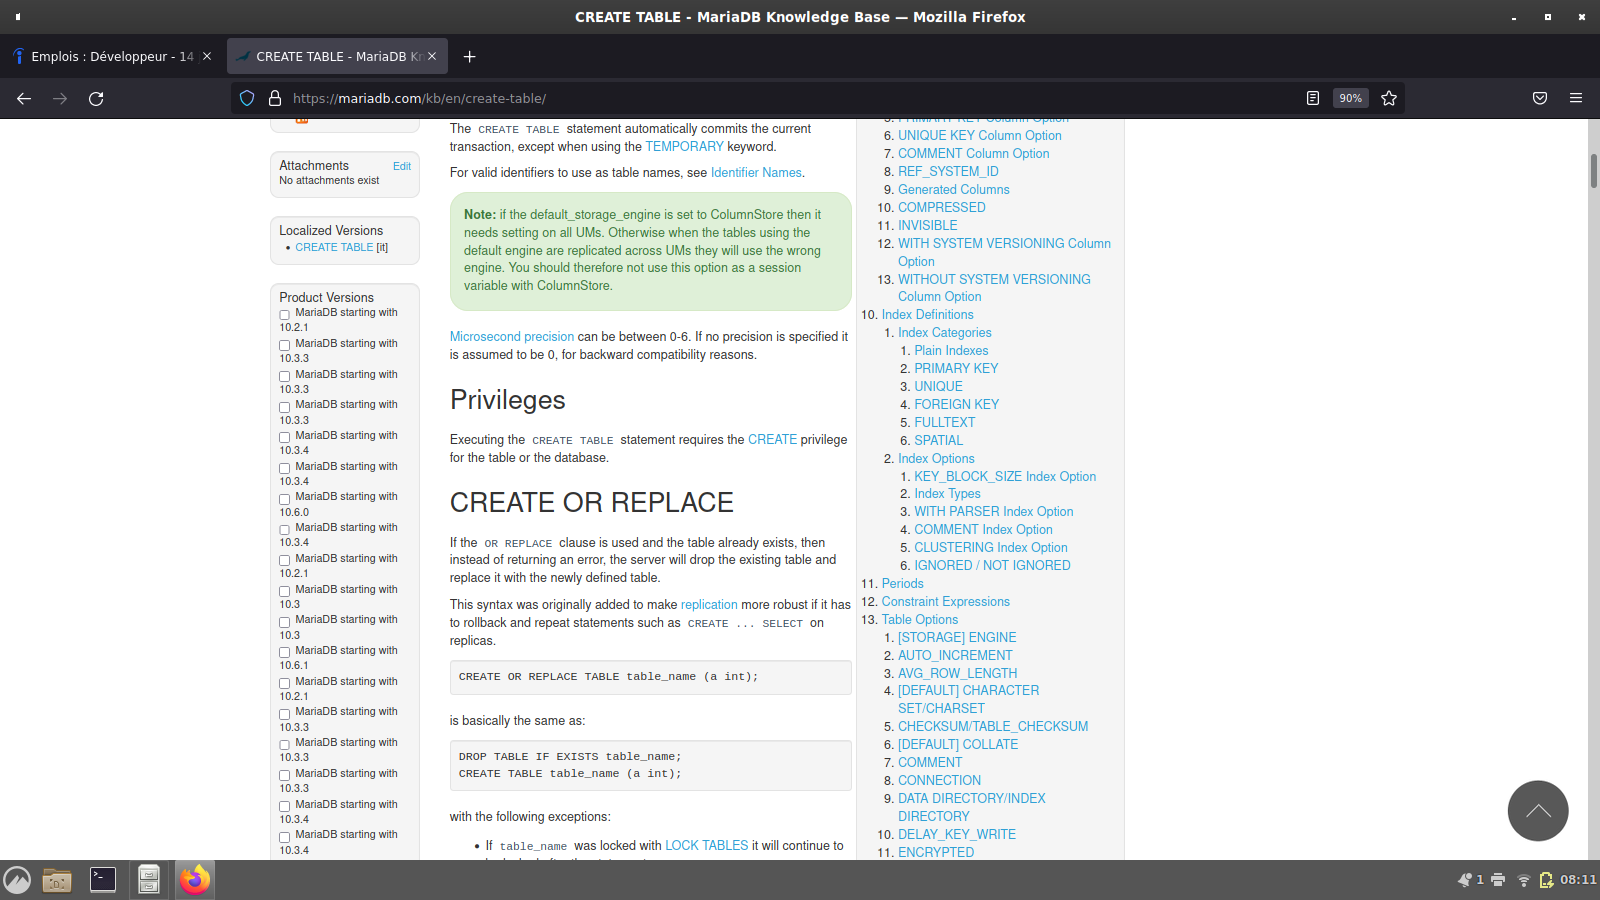 CREATE TABLE - MariaDB Knowledge Base — Mozilla Firefox
Emplois : Développeur - 14
CREATE TABLE - MariaDB Kn
https://mariadb.com/kb/en/create-table/
90%
Attachments
Edit
No attachments exist
Localized Versions
• CREATE TABLE [it]
Product Versions
MariaDB starting with
10.2.1
MariaDB starting with
10.3.3
MariaDB starting with
10.3.3
MariaDB starting with
10.3.3
MariaDB starting with
10.3.4
MariaDB starting with
10.3.4
MariaDB starting with
10.6.0
MariaDB starting with
10.3.4
MariaDB starting with
10.2.1
MariaDB starting with
10.3
MariaDB starting with
10.3
MariaDB starting with
10.6.1
MariaDB starting with
10.2.1
MariaDB starting with
10.3.3
MariaDB starting with
10.3.3
MariaDB starting with
10.3.3
MariaDB starting with
10.3.4
MariaDB starting with
10.3.4
The CREATE TABLE statement automatically commits the current
transaction, except when using the TEMPORARY keyword.
For valid identifiers to use as table names, see Identifier Names.
Note: if the default_storage_engine is set to ColumnStore then it
needs setting on all UMs. Otherwise when the tables using the
default engine are replicated across UMs they will use the wrong
engine. You should therefore not use this option as a session
variable with ColumnStore.
Microsecond precision can be between 0-6. If no precision is specified it
is assumed to be 0, for backward compatibility reasons.
Privileges
Executing the CREATE TABLE statement requires the CREATE privilege
for the table or the database.
CREATE OR REPLACE
If the OR REPLACE clause is used and the table already exists, then
instead of returning an error, the server will drop the existing table and
replace it with the newly defined table.
This syntax was originally added to make replication more robust if it has
to rollback and repeat statements such as CREATE ... SELECT on
replicas.
CREATE OR REPLACE TABLE table_name (a int);
is basically the same as:
DROP TABLE IF EXISTS table_name;
CREATE TABLE table_name (a int);
with the following exceptions:
• If table_name was locked with LOCK TABLES it will continue to
5. PRIMARY KEY Column Option
6. UNIQUE KEY Column Option
7. COMMENT Column Option
8. REF_SYSTEM_ID
9. Generated Columns
10. COMPRESSED
11. INVISIBLE
12. WITH SYSTEM VERSIONING Column
Option
13. WITHOUT SYSTEM VERSIONING
Column Option
10. Index Definitions
1. Index Categories
1. Plain Indexes
2. PRIMARY KEY
3. UNIQUE
4. FOREIGN KEY
5. FULLTEXT
6. SPATIAL
2. Index Options
1. KEY_BLOCK_SIZE Index Option
2. Index Types
3. WITH PARSER Index Option
4. COMMENT Index Option
5. CLUSTERING Index Option
6. IGNORED / NOT IGNORED
11. Periods
12. Constraint Expressions
13. Table Options
1. [STORAGE] ENGINE
2. AUTO_INCREMENT
3. AVG_ROW_LENGTH
4. [DEFAULT] CHARACTER
SET/CHARSET
5. CHECKSUM/TABLE_CHECKSUM
6. [DEFAULT] COLLATE
7. COMMENT
8. CONNECTION
9. DATA DIRECTORY/INDEX
DIRECTORY
10. DELAY_KEY_WRITE
11. ENCRYPTED
1
08:11